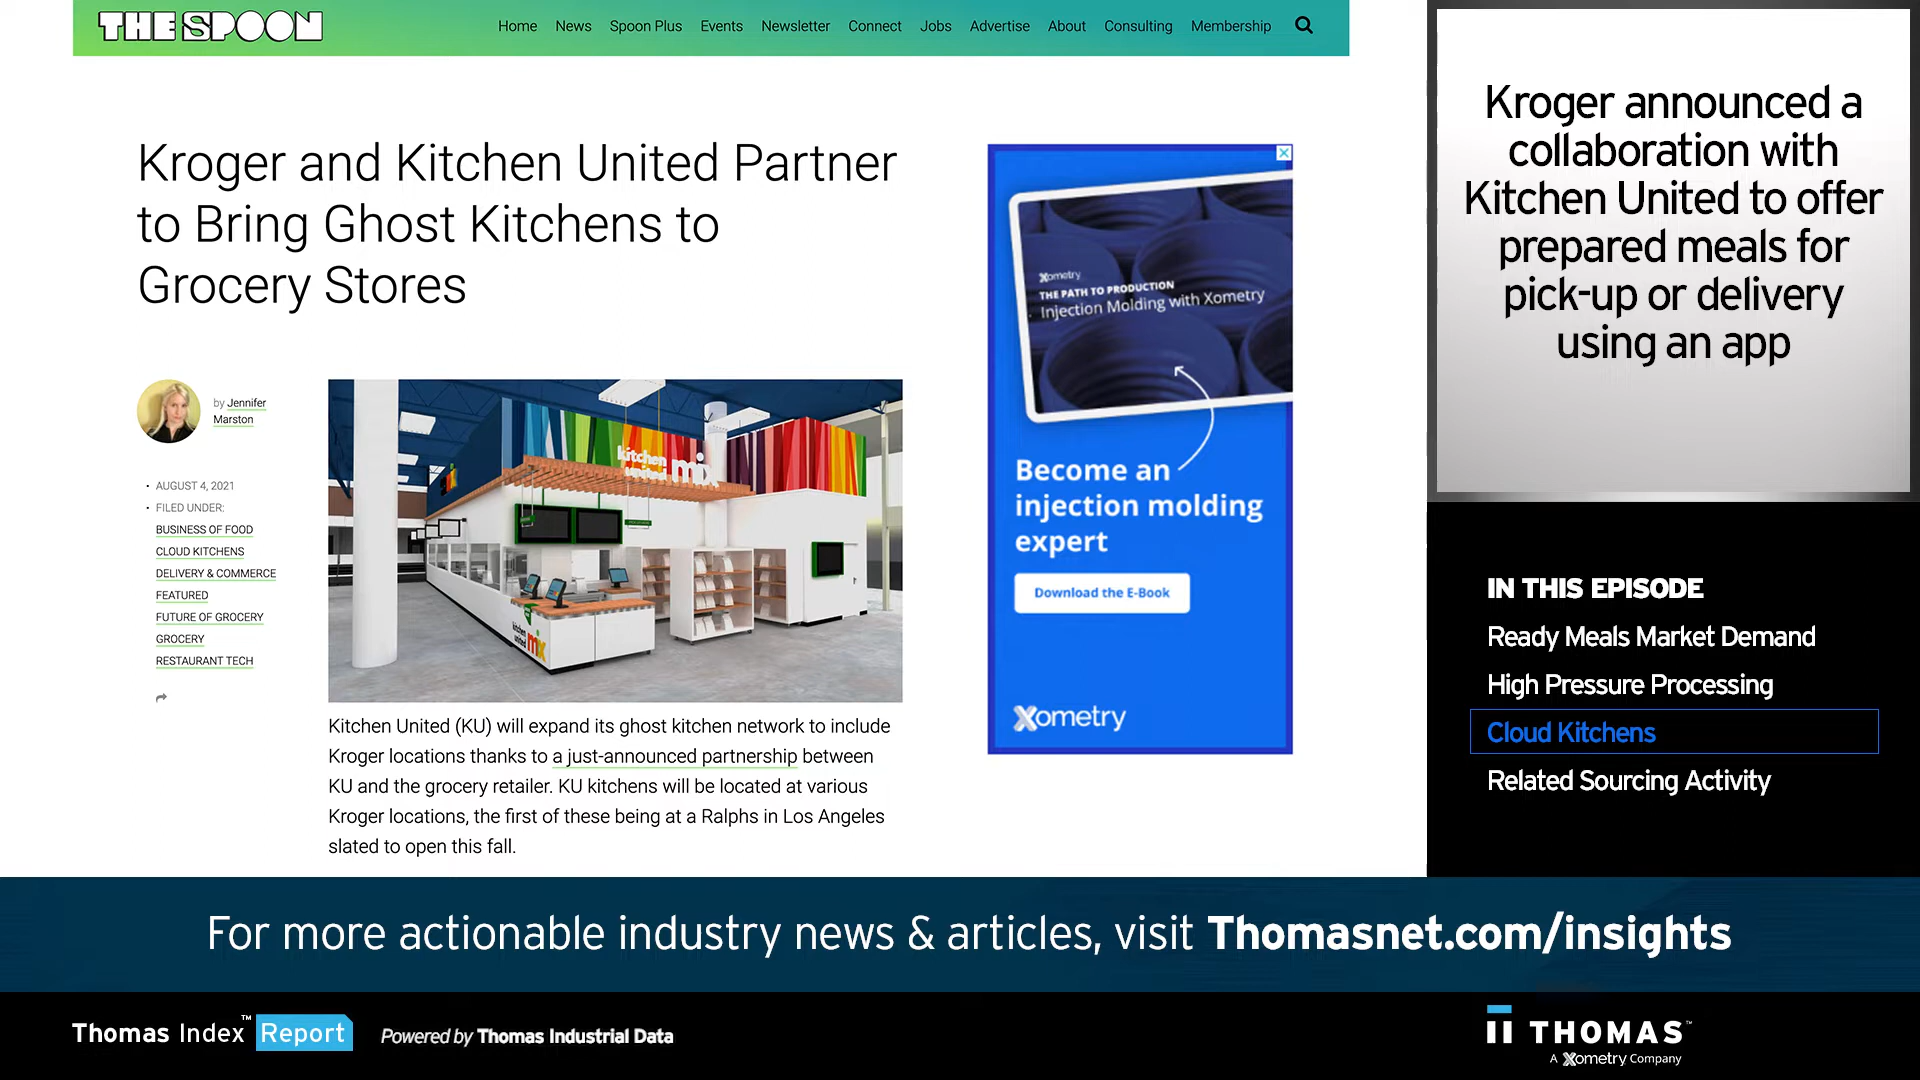 THE SPOON
Home News Spoon Plus Events Newsletter Connect Jobs Advertise About Consulting Membership
Kroger and Kitchen United Partner
to Bring Ghost Kitchens to
Grocery Stores
by Jennifer
Marston
• AUGUST 4, 2021
• FILED UNDER:
BUSINESS OF FOOD
CLOUD KITCHENS
DELIVERY & COMMERCE
FEATURED
FUTURE OF GROCERY
GROCERY
RESTAURANT TECH
kitchen
united mix
kitchen
united mix
Kitchen United (KU) will expand its ghost kitchen network to include
Kroger locations thanks to a just-announced partnership between
KU and the grocery retailer. KU kitchens will be located at various
Kroger locations, the first of these being at a Ralphs in Los Angeles
slated to open this fall.
Xometry
THE PATH TO PRODUCTION
Injection Molding with Xometry
Become an
injection molding
expert
Download the E-Book
Xometry
Kroger announced a
collaboration with
Kitchen United to offer
prepared meals for
pick-up or delivery
using an app
IN THIS EPISODE
Ready Meals Market Demand
High Pressure Processing
Cloud Kitchens
Related Sourcing Activity
For more actionable industry news & articles, visit Thomasnet.com/insights
Thomas Index™ Report Powered by Thomas Industrial Data
THOMAS™
A Xometry Company